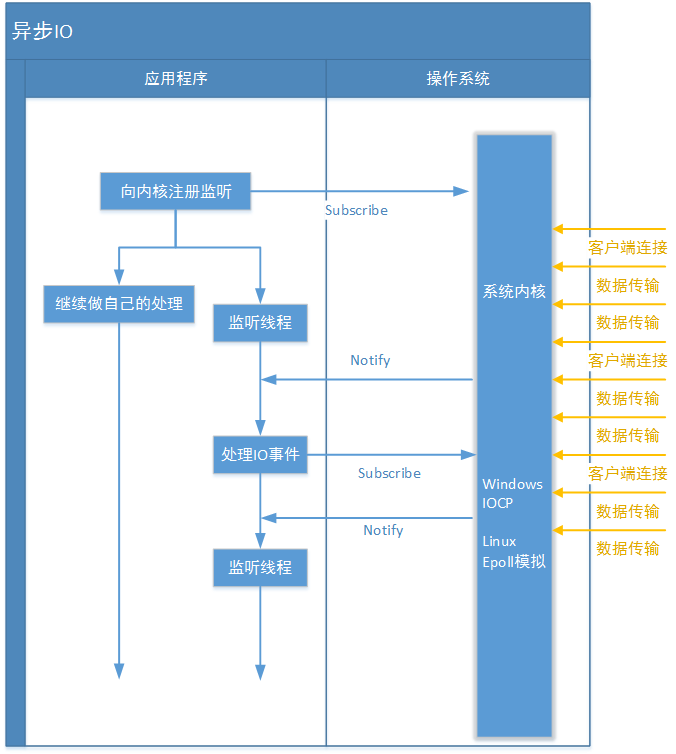 异步IO
应用程序
操作系统
向内核注册监听
Subscribe
继续做自己的处理
监听线程
Notify
处理IO事件
Subscribe
Notify
监听线程
系统内核
Windows
IOCP
Linux
Epoll模拟
客户端连接
数据传输
数据传输
客户端连接
数据传输
数据传输
客户端连接
数据传输
数据传输